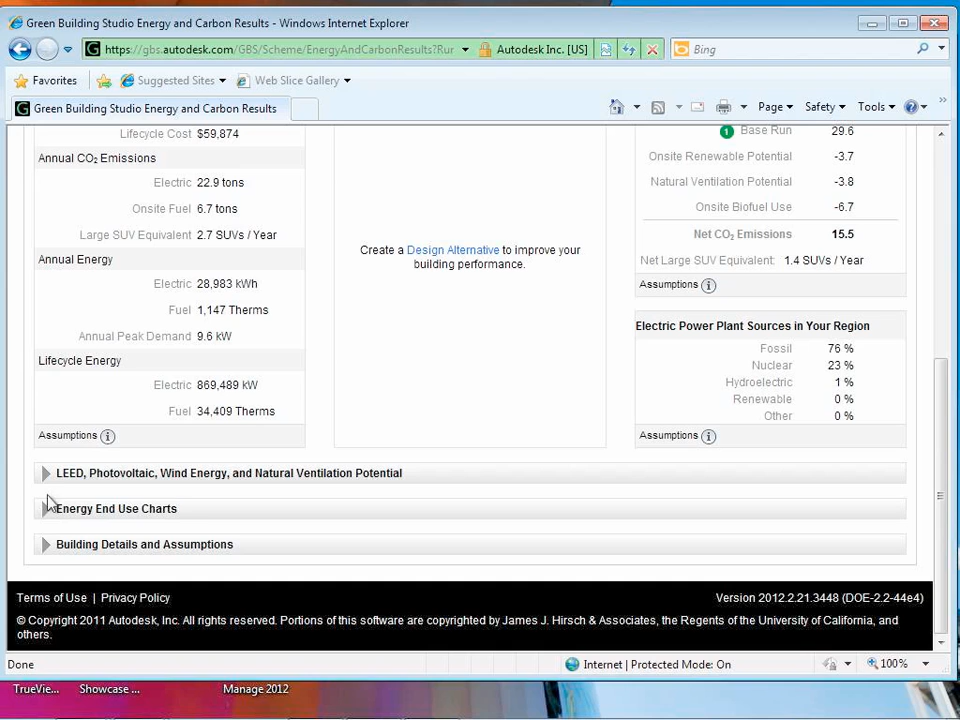 Green Building Studio Energy and Carbon Results - Windows Internet Explorer
https://gbs.autodesk.com/GBS/Scheme/EnergyAndCarbonResults?Rur
Autodesk Inc. [US]
Bing
Favorites
Suggested Sites
Web Slice Gallery
Green Building Studio Energy and Carbon Results
Page
Safety
Tools
Lifecycle Cost $59,874
Annual CO₂ Emissions
Electric 22.9 tons
Onsite Fuel 6.7 tons
Large SUV Equivalent 2.7 SUVs / Year
Annual Energy
Electric 28,983 kWh
Fuel 1,147 Therms
Annual Peak Demand 9.6 kW
Lifecycle Energy
Electric 869,489 kW
Fuel 34,409 Therms
Assumptions
Create a Design Alternative to improve your
building performance.
1 Base Run 29.6
Onsite Renewable Potential -3.7
Natural Ventilation Potential -3.8
Onsite Biofuel Use -6.7
Net CO₂ Emissions 15.5
Net Large SUV Equivalent: 1.4 SUVs / Year
Assumptions
Electric Power Plant Sources in Your Region
Fossil 76 %
Nuclear 23 %
Hydroelectric 1 %
Renewable 0 %
Other 0 %
Assumptions
LEED, Photovoltaic, Wind Energy, and Natural Ventilation Potential
Energy End Use Charts
Building Details and Assumptions
Terms of Use | Privacy Policy
Version 2012.2.21.3448 (DOE-2.2-44e4)
© Copyright 2011 Autodesk, Inc. All rights reserved. Portions of this software are copyrighted by James J. Hirsch & Associates, the Regents of the University of California, and
others.
Done
Internet | Protected Mode: On
100%
TrueVie...
Showcase ...
Manage 2012